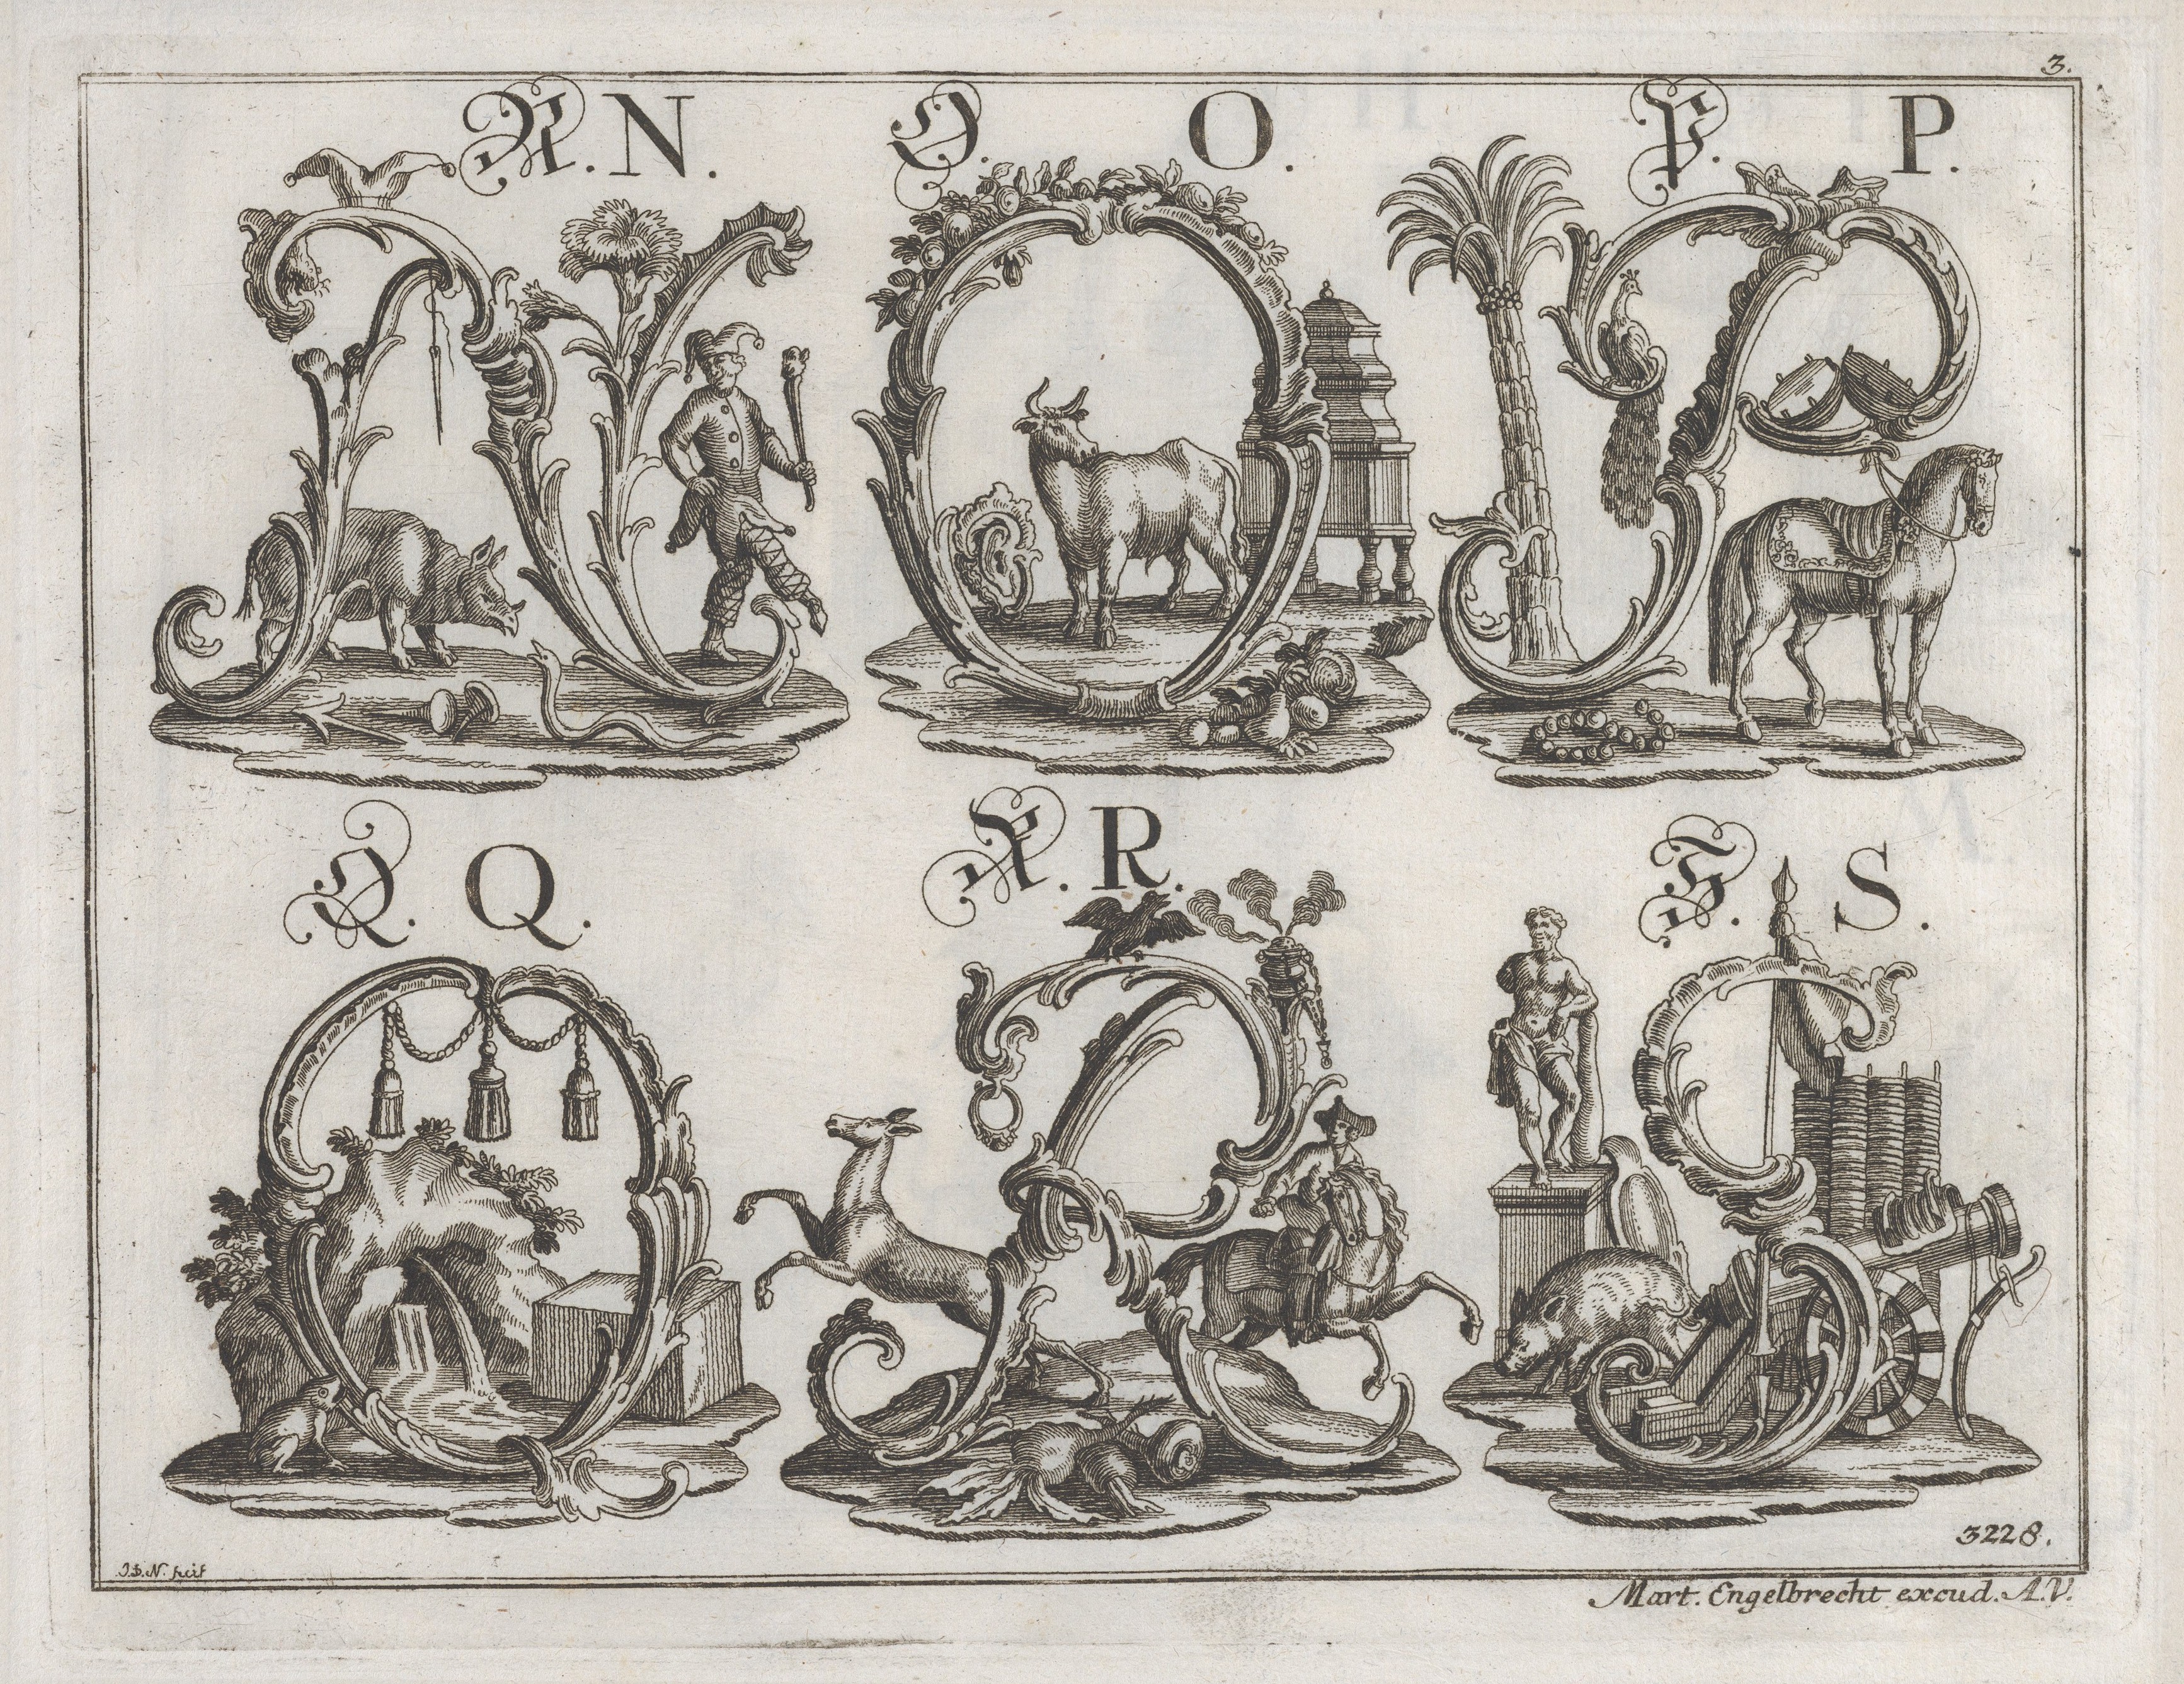 3.
N. N.
O. O.
P. P.
Q. Q.
R. R.
S. S.
3228.
Mart. Engelbrecht excud. A.V.